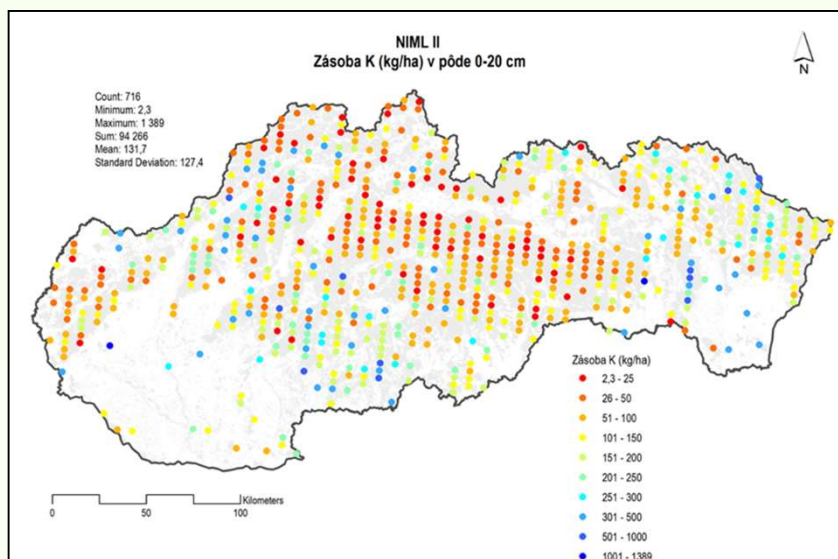 NIML II
Zásoba K (kg/ha) v pôde 0-20 cm
N
Count: 716
Minimum: 2,3
Maximum: 1 389
Sum: 94 266
Mean: 131,7
Standard Deviation: 127,4
Zásoba K (kg/ha)
2,3 - 25
26 - 50
51 - 100
101 - 150
151 - 200
201 - 250
251 - 300
301 - 500
501 - 1000
1001 - 1389
Kilometers
0 50 100